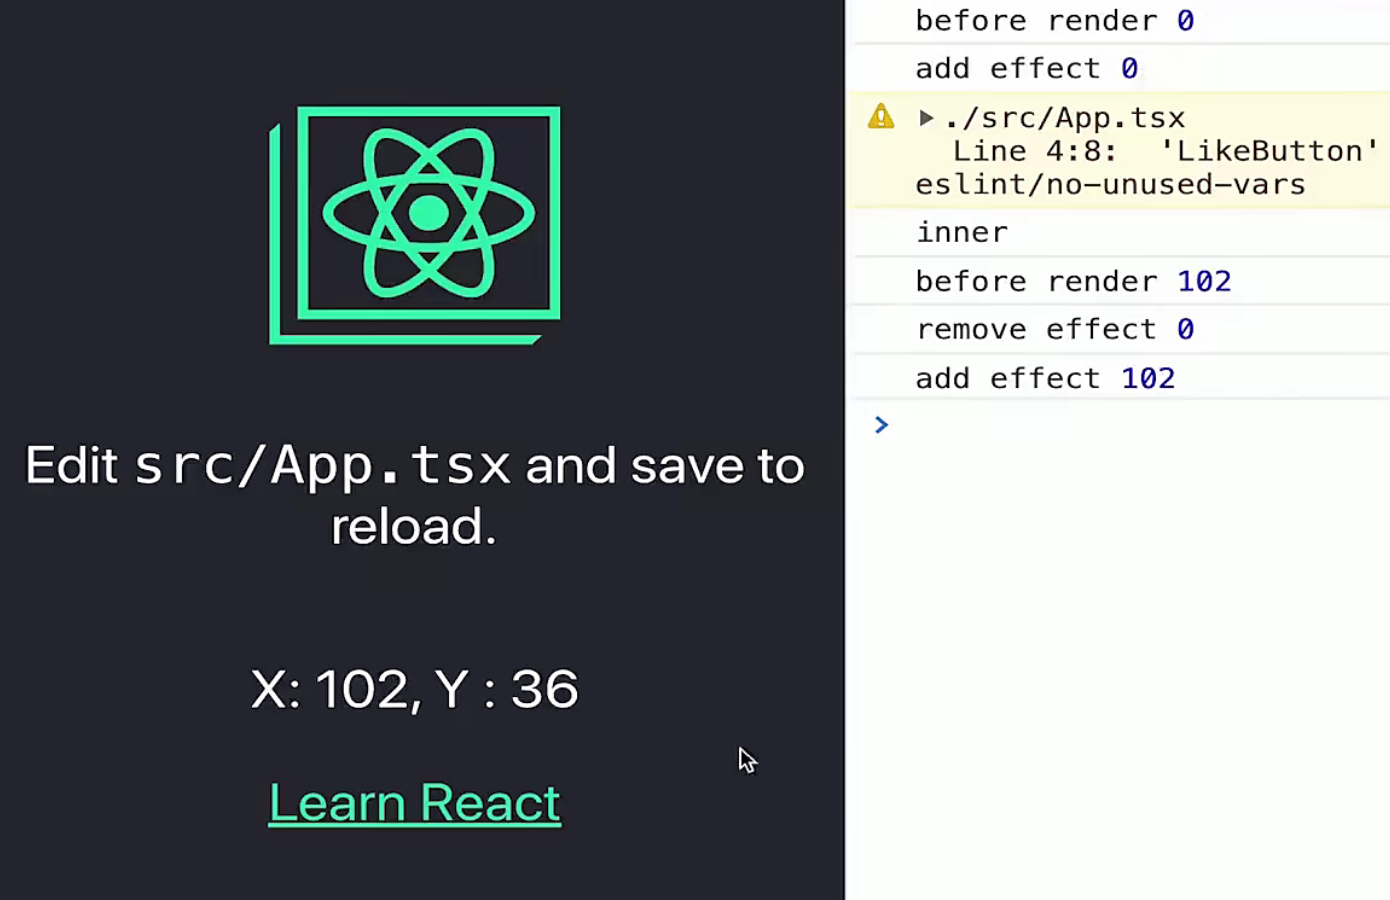 Edit src/App.tsx and save to
reload.
X: 102, Y : 36
Learn React
before render 0
add effect 0
./src/App.tsx
Line 4:8: 'LikeButton'
eslint/no-unused-vars
inner
before render 102
remove effect 0
add effect 102
>